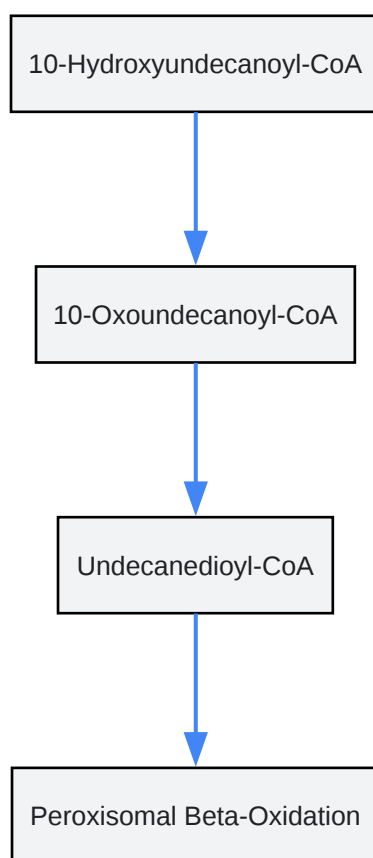 10-Hydroxyundecanoyl-CoA
10-Oxoundecanoyl-CoA
Undecanedioyl-CoA
Peroxisomal Beta-Oxidation